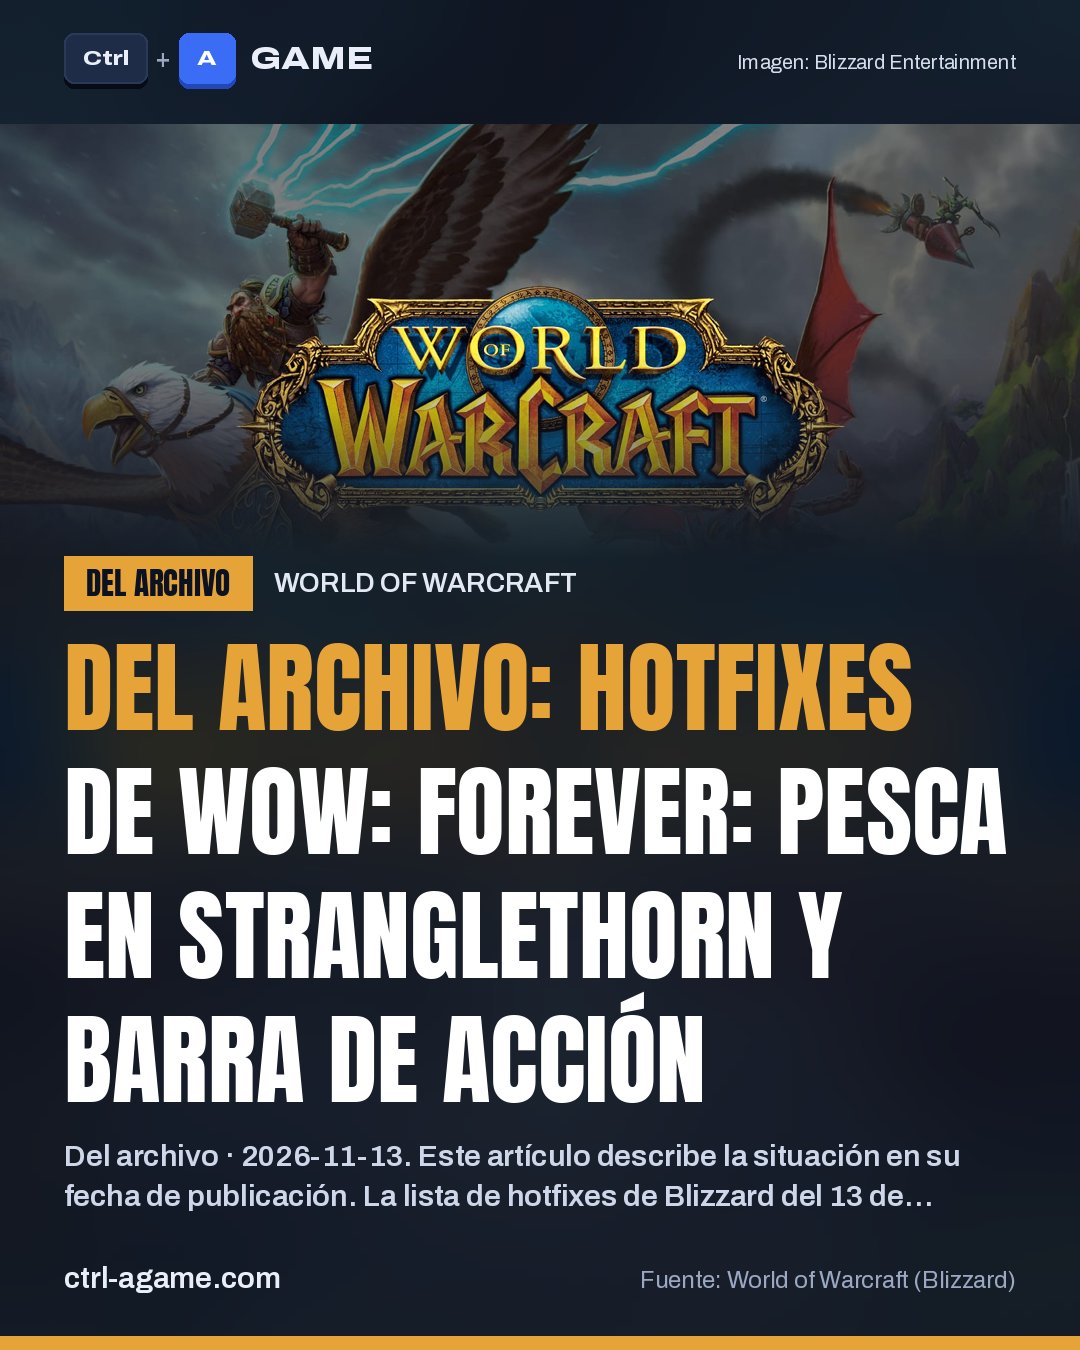 Ctrl + A GAME
Imagen: Blizzard Entertainment
WORLD OF
WARCRAFT
DEL ARCHIVO
WORLD OF WARCRAFT
DEL ARCHIVO: HOTFIXES
DE WOW: FOREVER: PESCA
EN STRANGLETHORN Y
BARRA DE ACCIÓN
Del archivo · 2026-11-13. Este artículo describe la situación en su
fecha de publicación. La lista de hotfixes de Blizzard del 13 de...
ctrl-agame.com
Fuente: World of Warcraft (Blizzard)